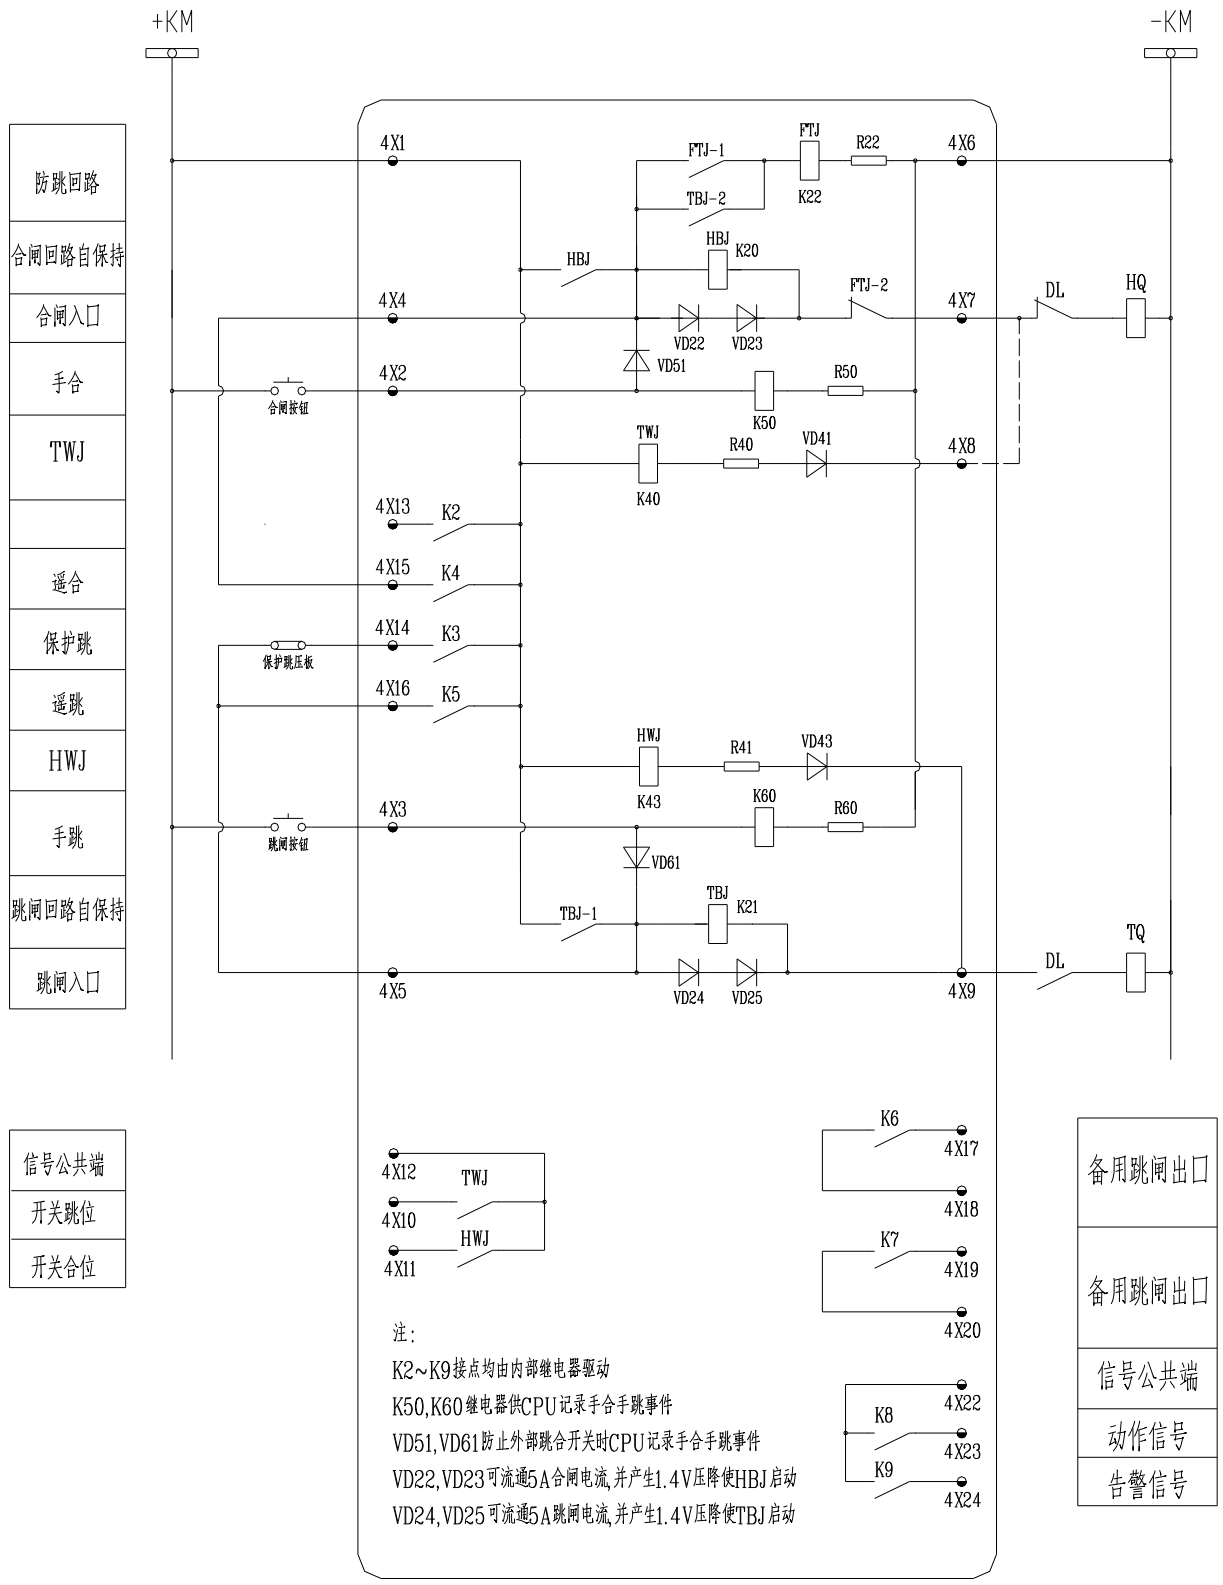 +KM
-KM
防跳回路
合闸回路自保持
合闸入口
手合
TWJ
遥合
保护跳
遥跳
HWJ
手跳
跳闸回路自保持
跳闸入口
4X1
FTJ-1
FTJ
K22
R22
4X6
TBJ-2
HBJ
HBJ
K20
4X4
VD22
VD23
FTJ-2
4X7
DL
HQ
合闸按钮
4X2
VD51
K50
R50
TWJ
K40
R40
VD41
4X8
4X13
K2
4X15
K4
保护跳压板
4X14
K3
4X16
K5
HWJ
K43
R41
VD43
跳闸按钮
4X3
K60
R60
VD61
TBJ-1
TBJ
K21
4X5
VD24
VD25
4X9
DL
TQ
信号公共端
开关跳位
开关合位
4X12
TWJ
4X10
HWJ
4X11
K6
4X17
4X18
K7
4X19
4X20
4X22
K8
4X23
K9
4X24
备用跳闸出口
备用跳闸出口
信号公共端
动作信号
告警信号
注:
K2~K9接点均由内部继电器驱动
K50,K60继电器供CPU记录手合手跳事件
VD51,VD61防止外部跳合开关时CPU记录手合手跳事件
VD22,VD23可流通5A合闸电流,并产生1.4V压降使HBJ启动
VD24,VD25可流通5A跳闸电流,并产生1.4V压降使TBJ启动